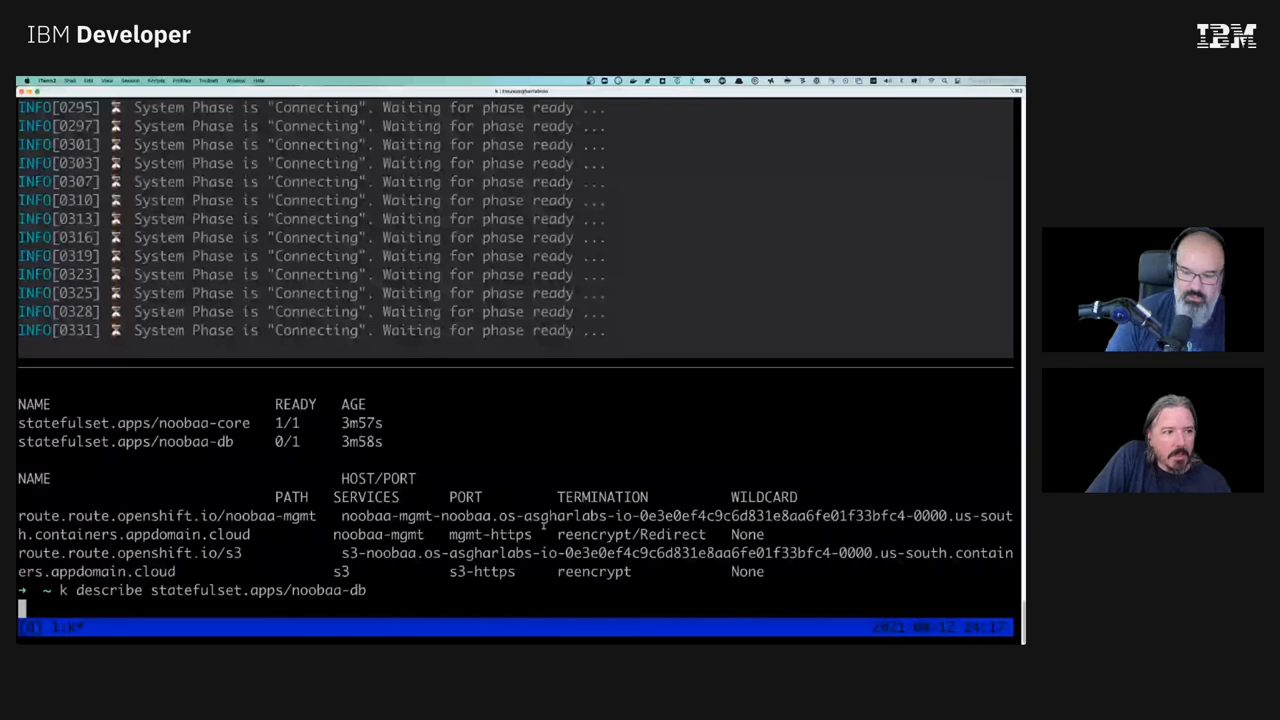 IBM Developer
IBM
INFO[0295] ⌛ System Phase is "Connecting". Waiting for phase ready ...
INFO[0297] ⌛ System Phase is "Connecting". Waiting for phase ready ...
INFO[0301] ⌛ System Phase is "Connecting". Waiting for phase ready ...
INFO[0303] ⌛ System Phase is "Connecting". Waiting for phase ready ...
INFO[0307] ⌛ System Phase is "Connecting". Waiting for phase ready ...
INFO[0310] ⌛ System Phase is "Connecting". Waiting for phase ready ...
INFO[0313] ⌛ System Phase is "Connecting". Waiting for phase ready ...
INFO[0316] ⌛ System Phase is "Connecting". Waiting for phase ready ...
INFO[0319] ⌛ System Phase is "Connecting". Waiting for phase ready ...
INFO[0323] ⌛ System Phase is "Connecting". Waiting for phase ready ...
INFO[0325] ⌛ System Phase is "Connecting". Waiting for phase ready ...
INFO[0328] ⌛ System Phase is "Connecting". Waiting for phase ready ...
INFO[0331] ⌛ System Phase is "Connecting". Waiting for phase ready ...
NAME READY AGE
statefulset.apps/noobaa-core 1/1 3m57s
statefulset.apps/noobaa-db 0/1 3m58s
NAME HOST/PORT
PATH SERVICES PORT TERMINATION WILDCARD
route.route.openshift.io/noobaa-mgmt noobaa-mgmt-noobaa.os-asgharlabs-io-0e3e0ef4c9c6d831e8aa6fe01f33bfc4-0000.us-sout
h.containers.appdomain.cloud noobaa-mgmt mgmt-https reencrypt/Redirect None
route.route.openshift.io/s3 s3-noobaa.os-asgharlabs-io-0e3e0ef4c9c6d831e8aa6fe01f33bfc4-0000.us-south.contain
ers.appdomain.cloud s3 s3-https reencrypt None
→ ~ k describe statefulset.apps/noobaa-db